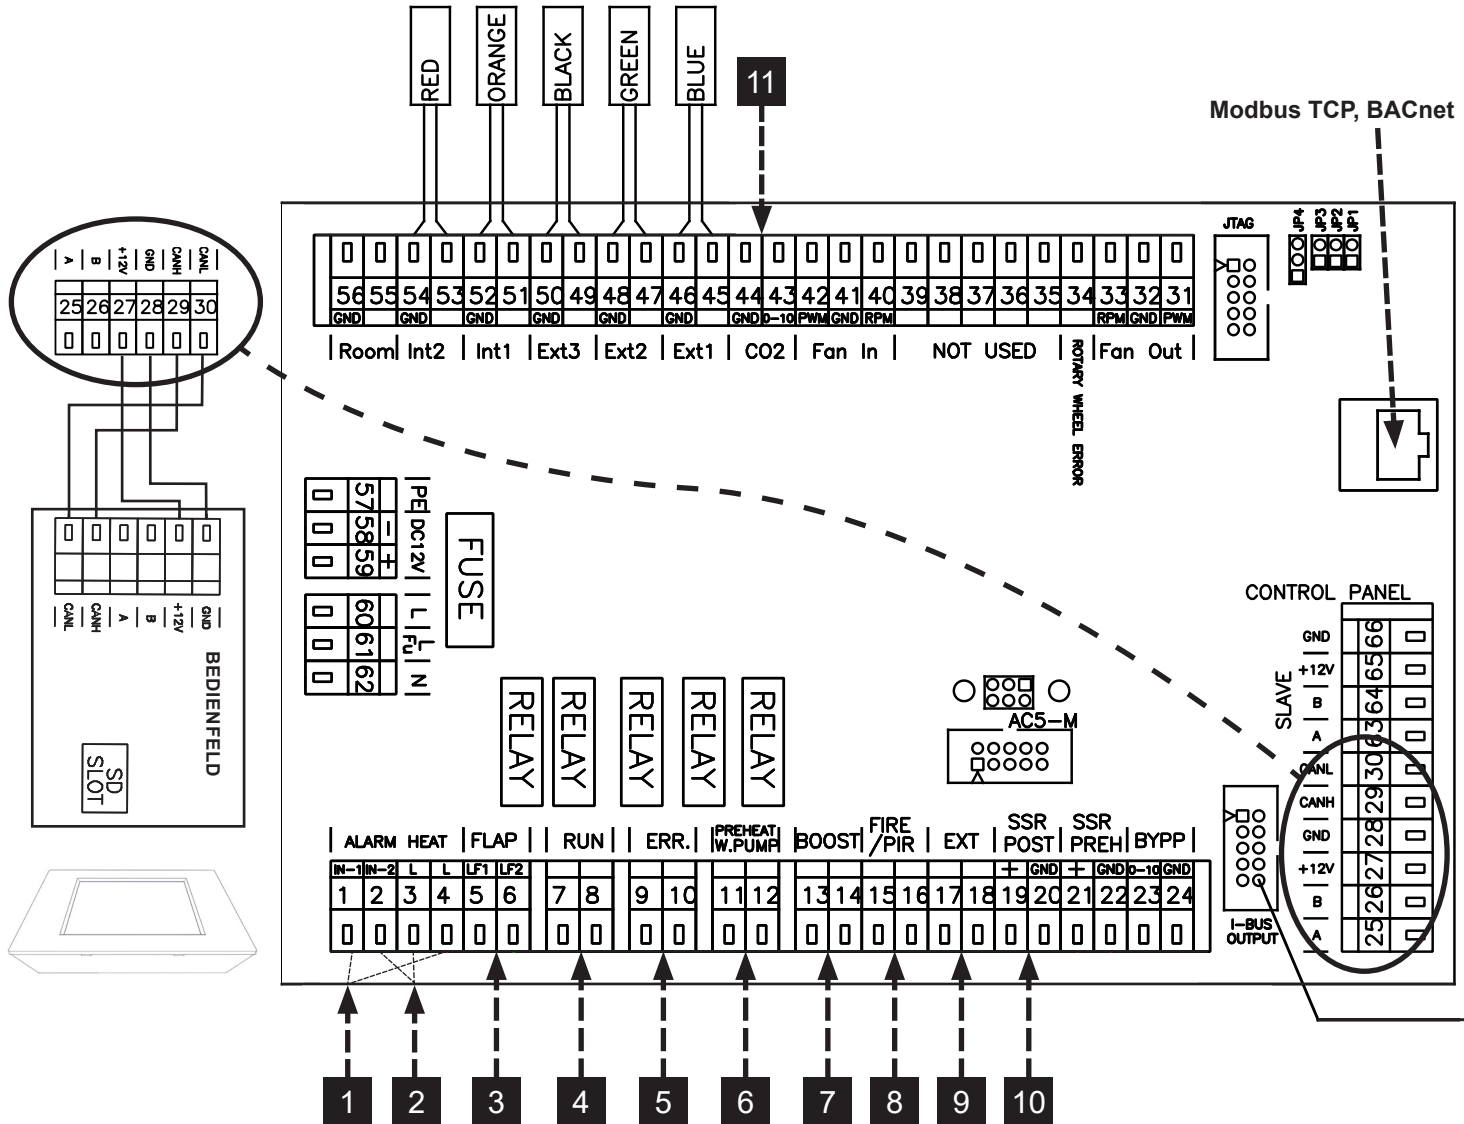 RED
ORANGE
BLACK
GREEN
BLUE
11
Modbus TCP, BACnet
A B +12V GND CANH CANL
25 26 27 28 29 30
JTAG
JP4 JP3 JP2 JP1
56 55 54 53 52 51 50 49 48 47 46 45 44 43 42 41 40 39 38 37 36 35 34 33 32 31
GND GND GND GND GND GND GND 0-10 PWM GND RPM RPM GND PWM
Room Int2 Int1 Ext3 Ext2 Ext1 CO2 Fan In NOT USED Fan Out
ROTARY WHEEL ERROR
57 PE
58 -
59 +
DC12V
60 L
61 L Fu
62 N
FUSE
CANL CANH A B +12V GND
BEDIENFELD
SD
SLOT
RELAY
RELAY
RELAY
RELAY
RELAY
AC5-M
CONTROL PANEL
SLAVE
GND 66
+12V 65
B 64
A 63
CANL 30
CANH 29
GND 28
+12V 27
B 26
A 25
I-BUS
OUTPUT
ALARM HEAT FLAP RUN ERR. PREHEAT W.PUMP BOOST FIRE /PIR EXT SSR POST SSR PREH BYPP
IN-1 IN-2 L L LF1 LF2 + GND + GND 0-10 GND
1 2 3 4 5 6 7 8 9 10 11 12 13 14 15 16 17 18 19 20 21 22 23 24
1 2 3 4 5 6 7 8 9 10